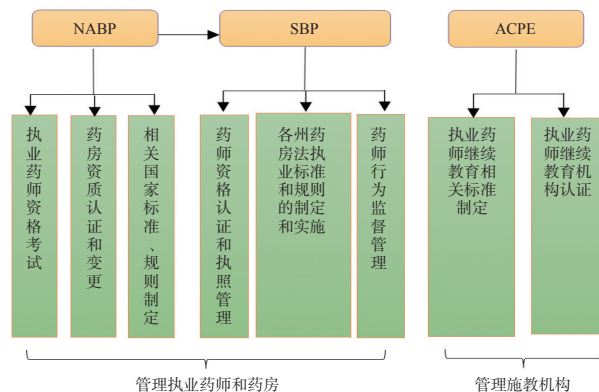 NABP
SBP
ACPE
执业药师资格考试
药房资质认证和变更
相关国家标准、规则制定
药师资格认证和执照管理
各州药
房法执
业标准
和规则
的制定
和实施
药师行为监督管理
执业药
师继续
教育相
关标准
制定
执业药
师继续
教育机
构认证
管理执业药师和药房
管理施教机构